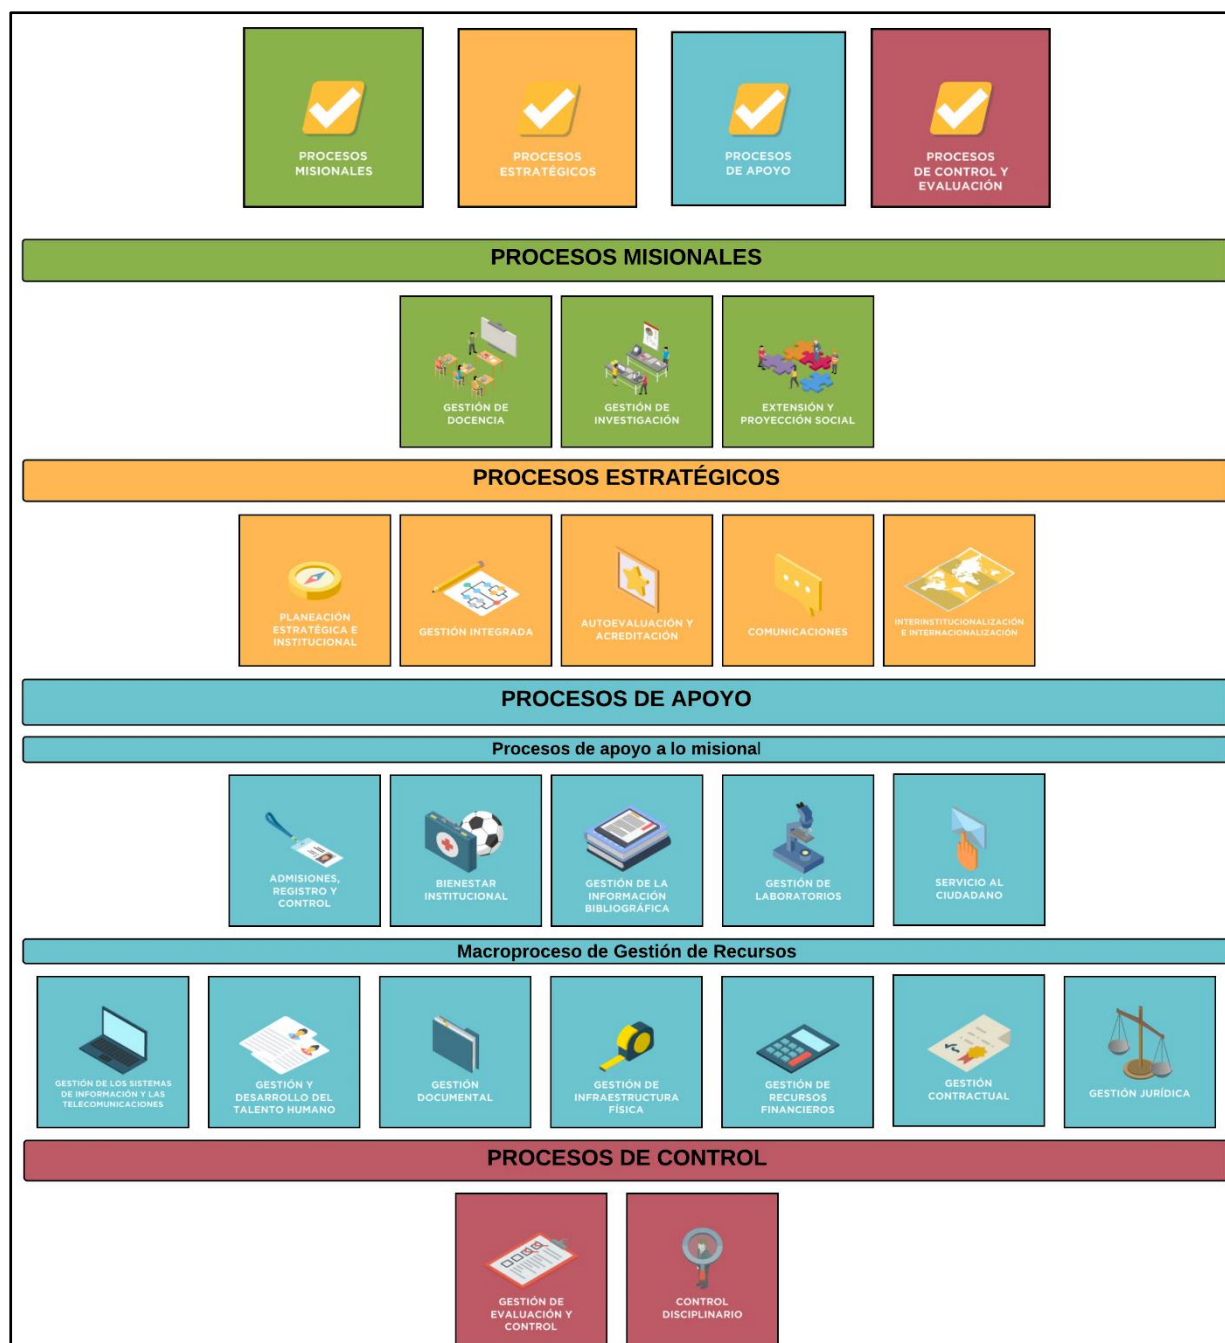 PROCESOS
MISIONALES
PROCESOS
ESTRATÉGICOS
PROCESOS
DE APOYO
PROCESOS
DE CONTROL Y
EVALUACIÓN
PROCESOS MISIONALES
GESTIÓN DE
DOCENCIA
GESTIÓN DE
INVESTIGACIÓN
EXTENSIÓN Y
PROYECCIÓN SOCIAL
PROCESOS ESTRATÉGICOS
PLANEACIÓN
ESTRATÉGICA E
INSTITUCIONAL
GESTIÓN INTEGRADA
AUTOEVALUACIÓN Y
ACREDITACIÓN
COMUNICACIONES
INTERINSTITUCIONALIZACIÓN
E INTERNACIONALIZACIÓN
PROCESOS DE APOYO
Procesos de apoyo a lo misional
ADMISIONES,
REGISTRO Y
CONTROL
BIENESTAR
INSTITUCIONAL
GESTIÓN DE LA
INFORMACIÓN
BIBLIOGRÁFICA
GESTIÓN DE
LABORATORIOS
SERVICIO AL
CIUDADANO
Macroproceso de Gestión de Recursos
GESTIÓN DE LOS SISTEMAS
DE INFORMACIÓN Y LAS
TELECOMUNICACIONES
GESTIÓN Y
DESARROLLO DEL
TALENTO HUMANO
GESTIÓN
DOCUMENTAL
GESTIÓN DE
INFRAESTRUCTURA
FÍSICA
GESTIÓN DE
RECURSOS
FINANCIEROS
GESTIÓN
CONTRACTUAL
GESTIÓN JURÍDICA
PROCESOS DE CONTROL
GESTIÓN DE
EVALUACIÓN Y
CONTROL
CONTROL
DISCIPLINARIO